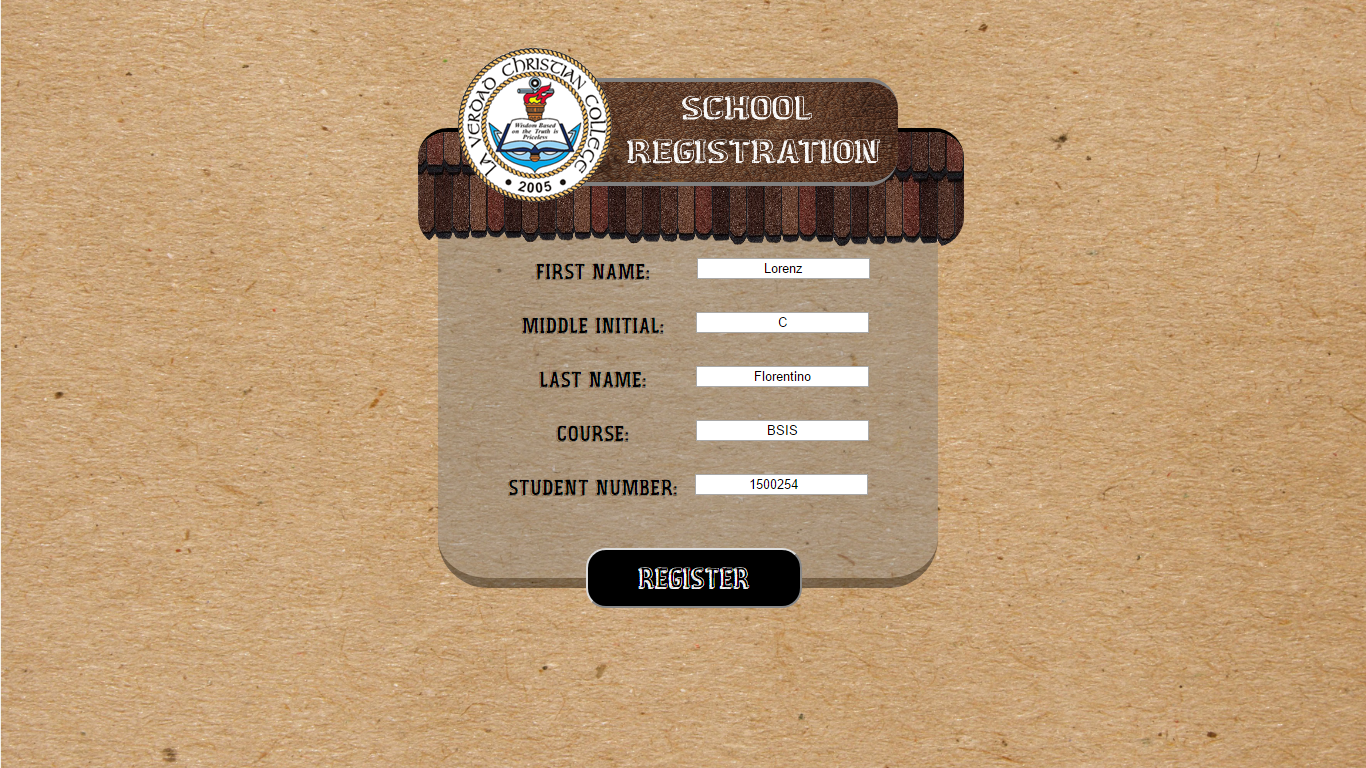 LA VERDAD CHRISTIAN COLLEGE
Wisdom Based
on the Truth is
Priceless
• 2005 •
SCHOOL
REGISTRATION
FIRST NAME: Lorenz
MIDDLE INITIAL: C
LAST NAME: Florentino
COURSE: BSIS
STUDENT NUMBER: 1500254
REGISTER